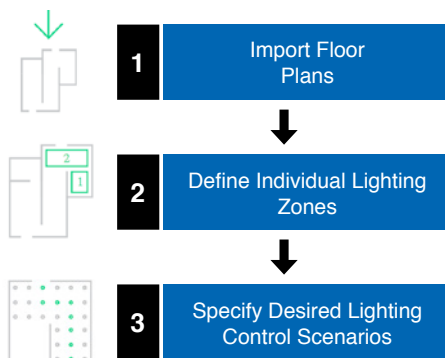 1
Import Floor
Plans
2
1
2
Define Individual Lighting
Zones
3
Specify Desired Lighting
Control Scenarios